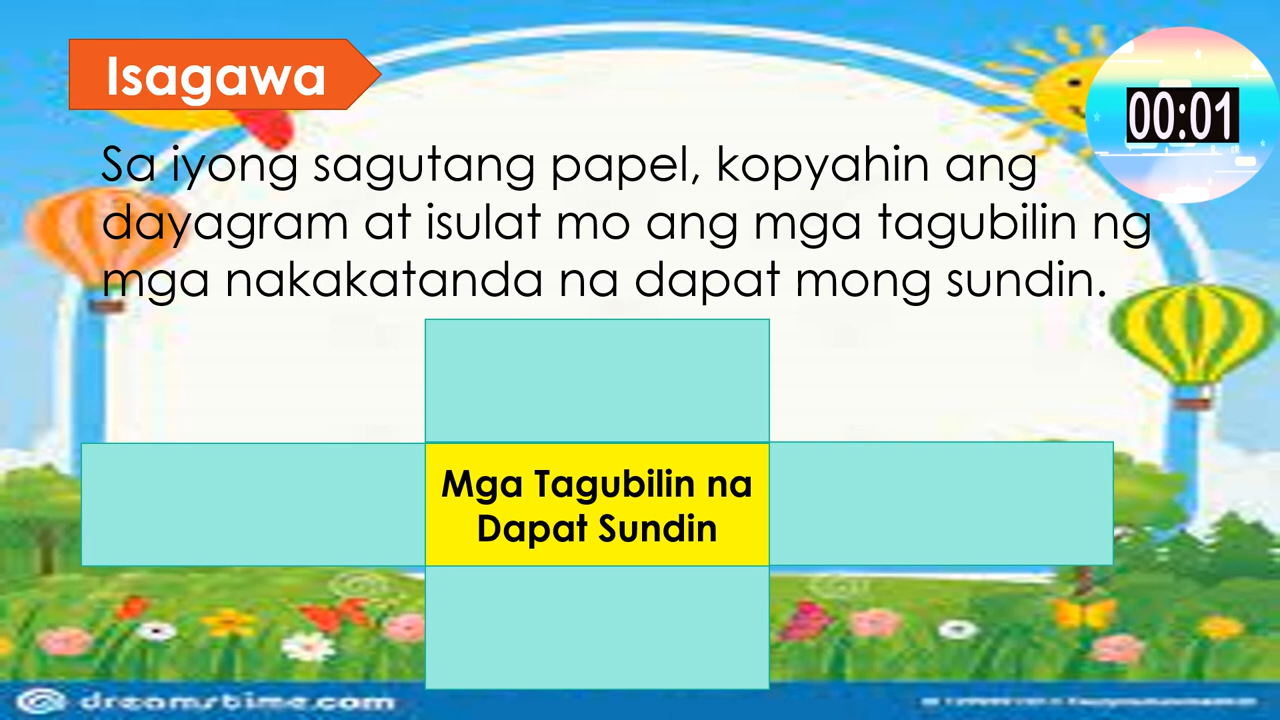 Isagawa
00:01
Sa iyong sagutang papel, kopyahin ang
dayagram at isulat mo ang mga tagubilin ng
mga nakakatanda na dapat mong sundin.
Mga Tagubilin na
Dapat Sundin
dreamstime.com